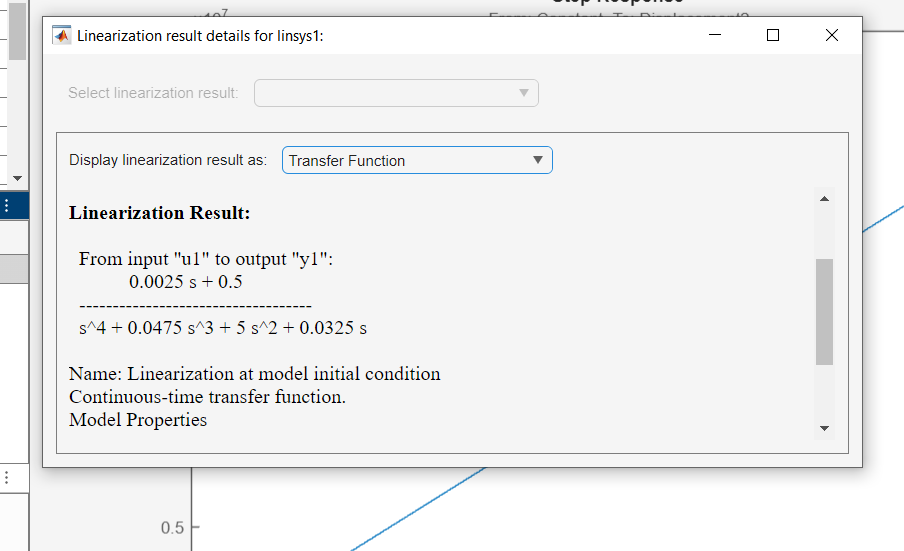 Linearization result details for linsys1:
Select linearization result:
Display linearization result as: Transfer Function
Linearization Result:
From input "u1" to output "y1":
0.0025 s + 0.5
----------------------------------
s^4 + 0.0475 s^3 + 5 s^2 + 0.0325 s
Name: Linearization at model initial condition
Continuous-time transfer function.
Model Properties
0.5